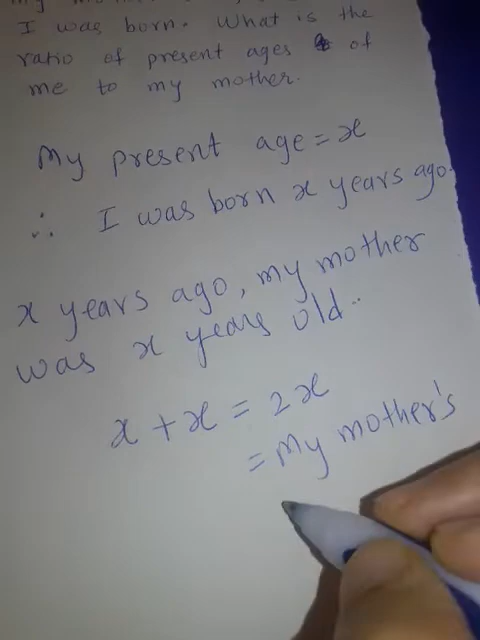 I was born. What is the
ratio of present ages of
me to my mother.
My present age = x
∴ I was born x years ago.
x years ago, my mother
was x years old.
x + x = 2x
= My mother's